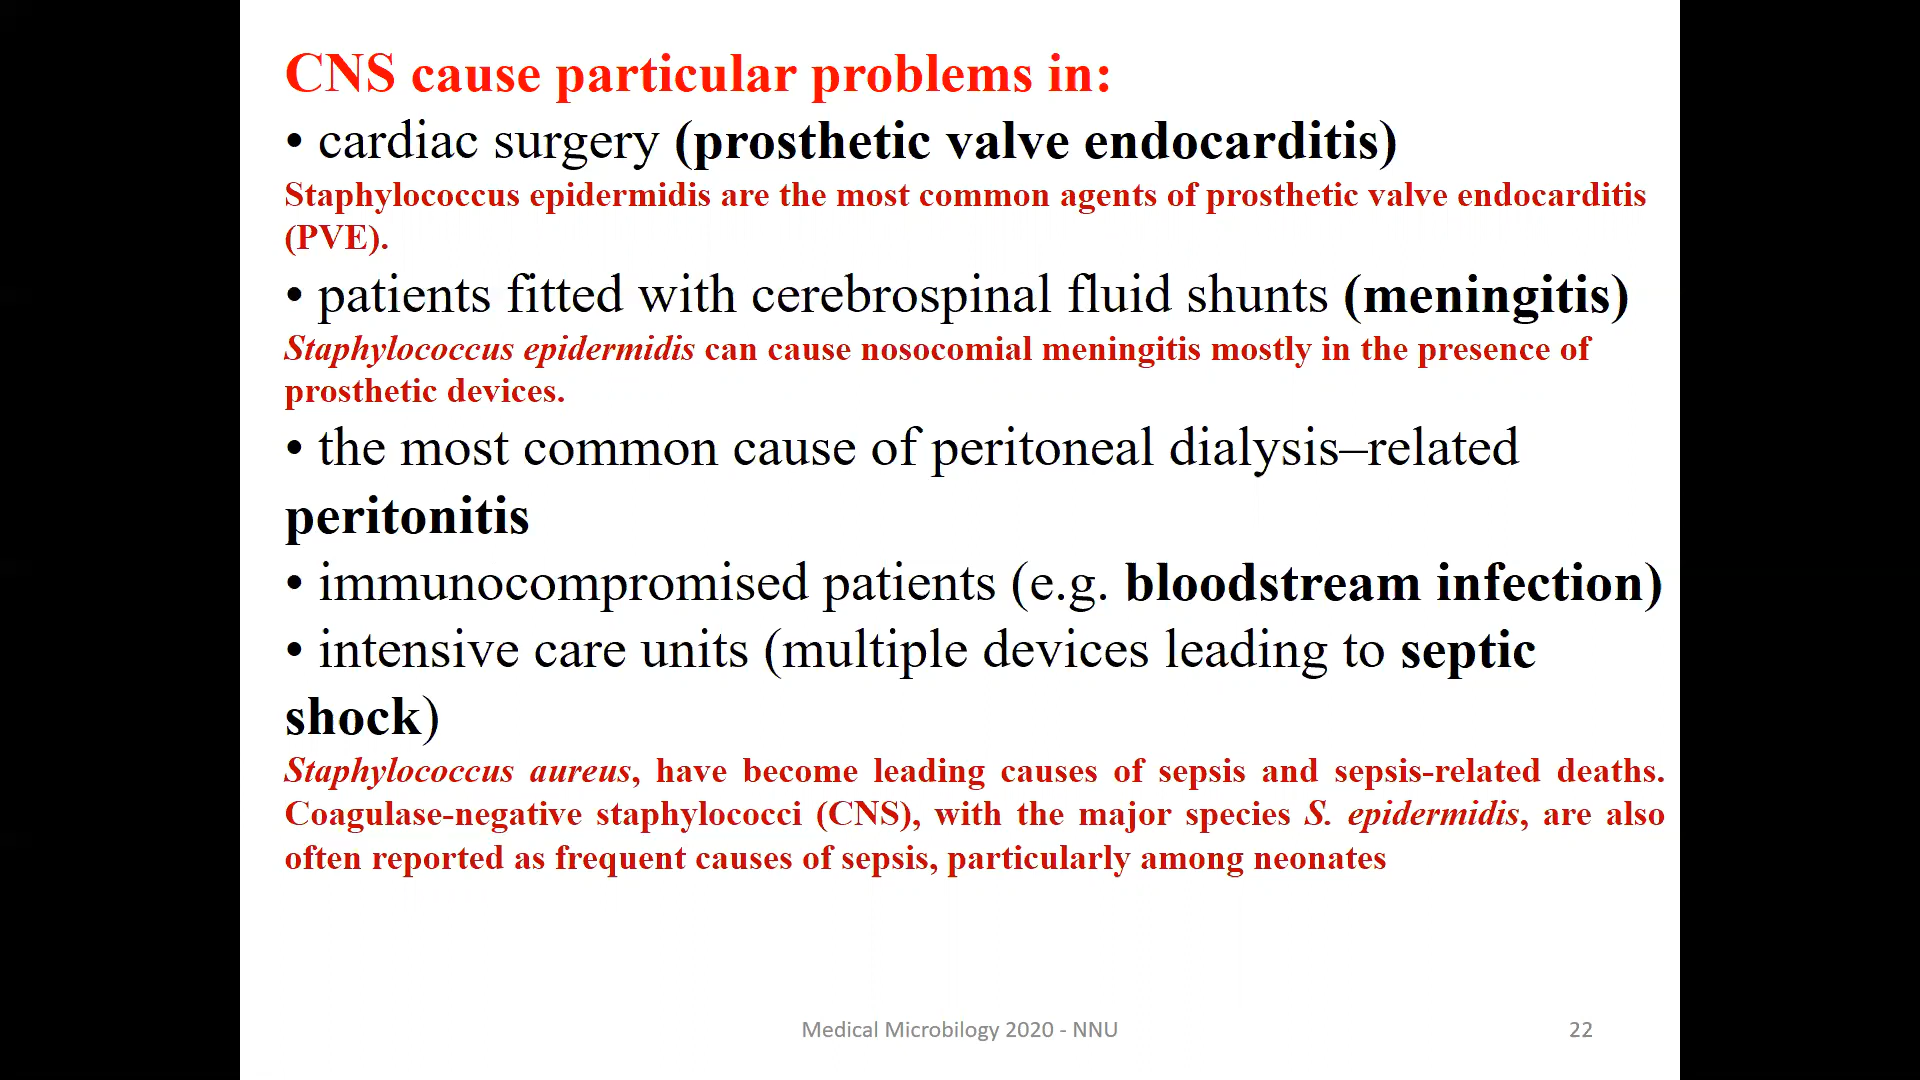 CNS cause particular problems in:
• cardiac surgery (prosthetic valve endocarditis)
Staphylococcus epidermidis are the most common agents of prosthetic valve endocarditis
(PVE).
• patients fitted with cerebrospinal fluid shunts (meningitis)
Staphylococcus epidermidis can cause nosocomial meningitis mostly in the presence of
prosthetic devices.
• the most common cause of peritoneal dialysis–related
peritonitis
• immunocompromised patients (e.g. bloodstream infection)
• intensive care units (multiple devices leading to septic
shock)
Staphylococcus aureus, have become leading causes of sepsis and sepsis-related deaths.
Coagulase-negative staphylococci (CNS), with the major species S. epidermidis, are also
often reported as frequent causes of sepsis, particularly among neonates
Medical Microbilogy 2020 - NNU
22